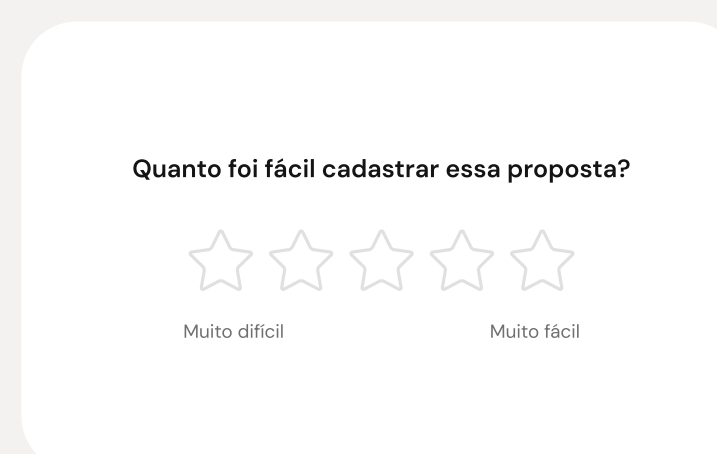 Quanto foi fácil cadastrar essa proposta?
Muito difícil
Muito fácil